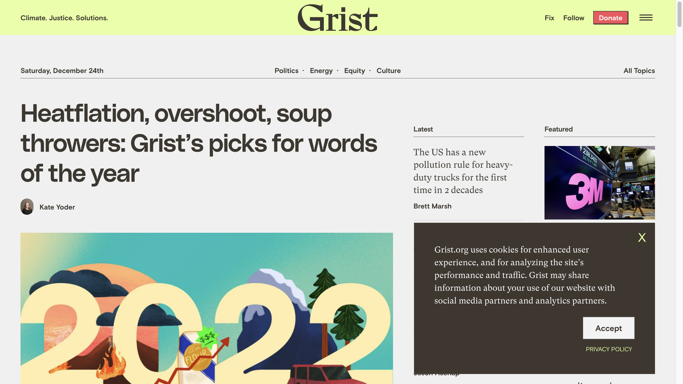 Climate. Justice. Solutions.
Grist
Fix
Follow
Donate
Saturday, December 24th
Politics · Energy · Equity · Culture
All Topics
Heatflation, overshoot, soup
throwers: Grist's picks for words
of the year
Kate Yoder
2022
Latest
The US has a new
pollution rule for heavy-
duty trucks for the first
time in 2 decades
Brett Marsh
Featured
3M
X
Grist.org uses cookies for enhanced user
experience, and for analyzing the site's
performance and traffic. Grist may share
information about your use of our website with
social media partners and analytics partners.
Accept
PRIVACY POLICY